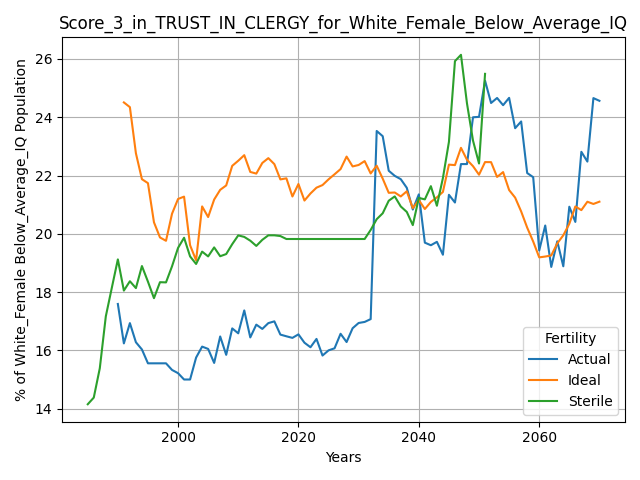 Score_3_in_TRUST_IN_CLERGY_for_White_Female_Below_Average_IQ
% of White_Female Below_Average_IQ Population
26
24
22
20
18
16
14
2000 2020 2040 2060
Years
Fertility
Actual
Ideal
Sterile